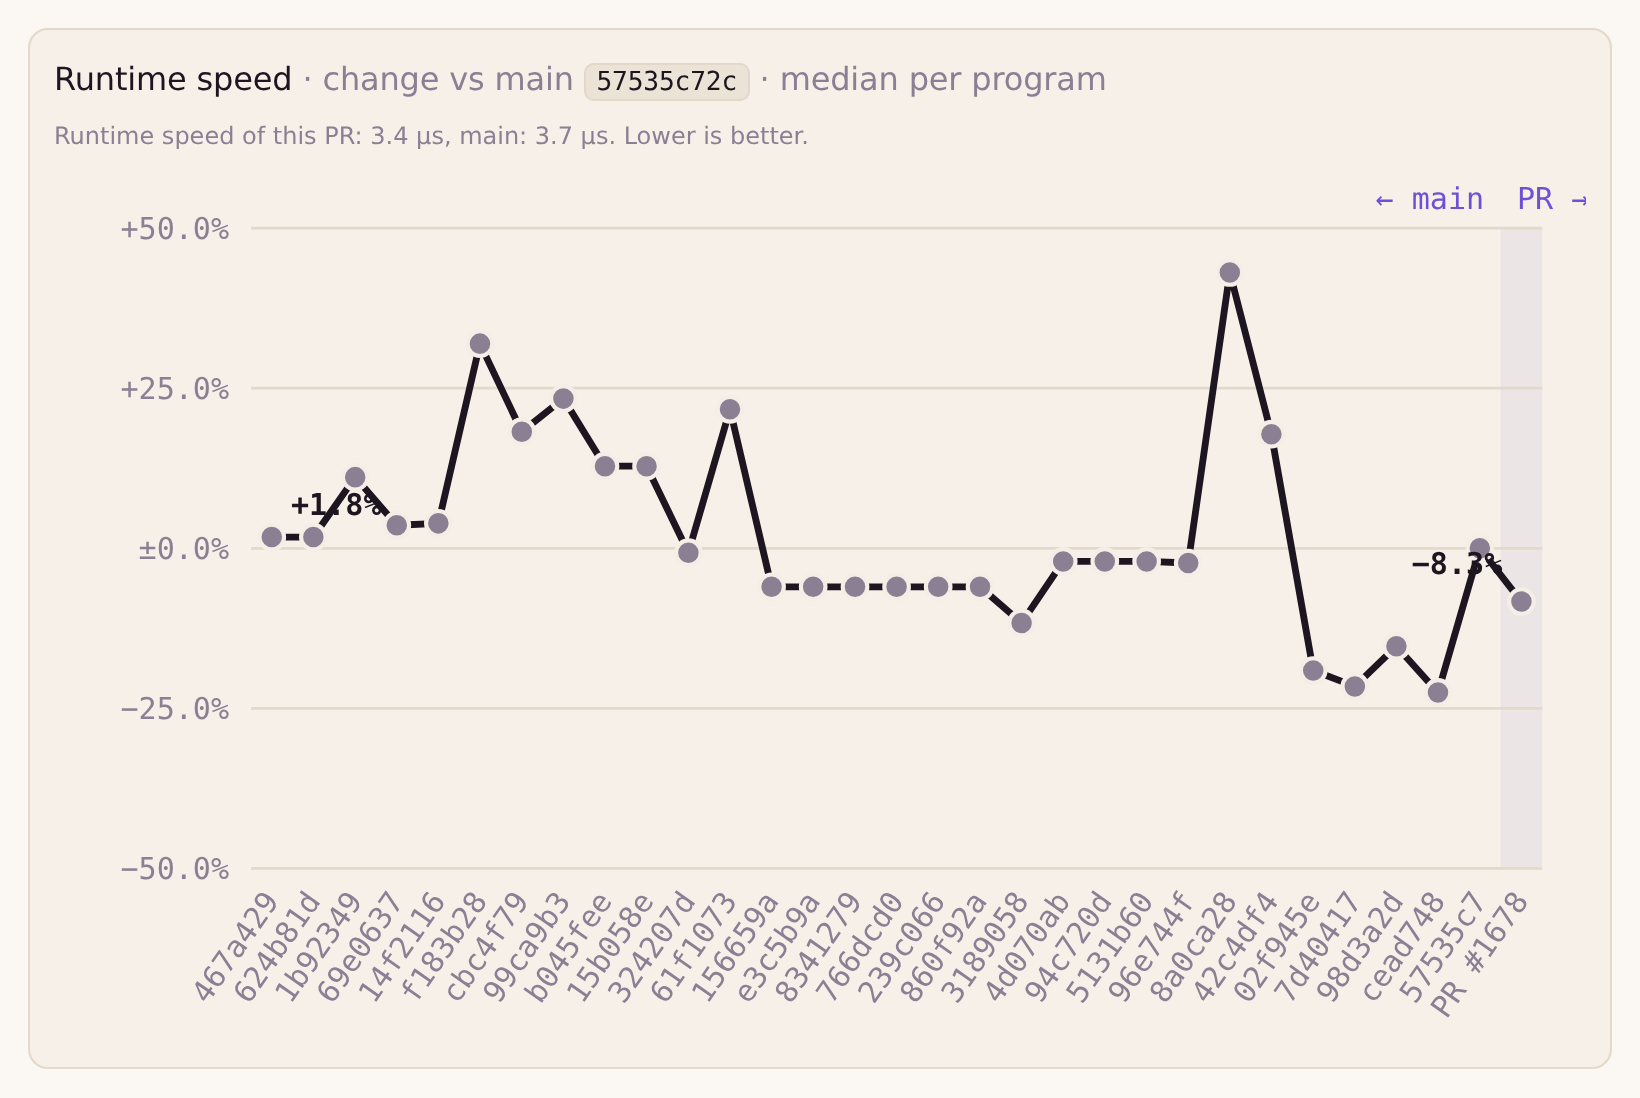 Runtime speed · change vs main 57535c72c · median per program
Runtime speed of this PR: 3.4 µs, main: 3.7 µs. Lower is better.
← main PR →
+50.0%
+25.0%
±0.0%
−25.0%
−50.0%
+1.8%
−8.3%
467a429
624b81d
1b92349
69e0637
14f2116
f183b28
cbc4f79
99ca9b3
b045fee
15b058e
324207d
61f1073
156659a
e3c5b9a
8341279
766dcd0
239c066
860f92a
3189058
4d070ab
94c720d
5131b60
96e744f
8a0ca28
42c4df4
02f945e
7d40417
98d3a2d
cead748
57535c7
PR #1678